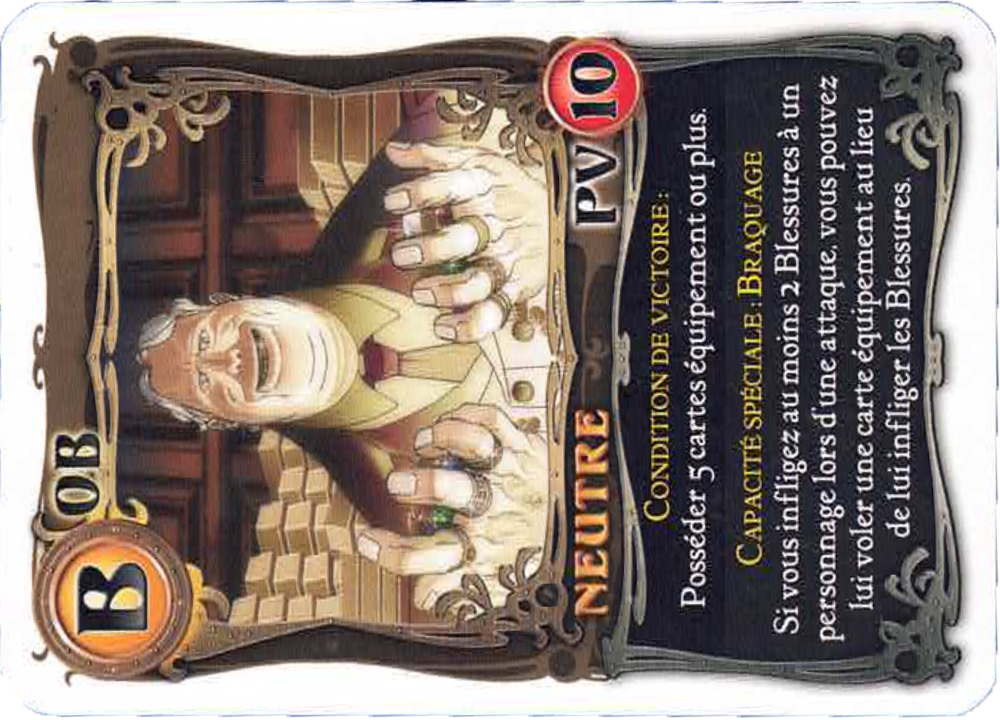 BOB
NEUTRE PV 10
CONDITION DE VICTOIRE :
Posséder 5 cartes équipement ou plus.
CAPACITÉ SPÉCIALE : BRAQUAGE
Si vous infligez au moins 2 Blessures à un
personnage lors d'une attaque. vous pouvez
lui voler une carte équipement au lieu
de lui infliger les Blessures.